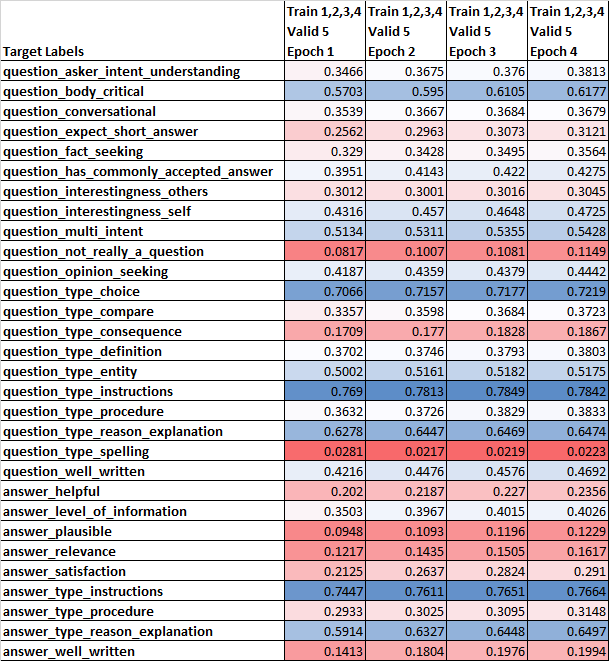 Train 1,2,3,4 Train 1,2,3,4 Train 1,2,3,4 Train 1,2,3,4
Valid 5 Valid 5 Valid 5 Valid 5
Target Labels Epoch 1 Epoch 2 Epoch 3 Epoch 4
question_asker_intent_understanding 0.3466 0.3675 0.376 0.3813
question_body_critical 0.5703 0.595 0.6105 0.6177
question_conversational 0.3539 0.3667 0.3684 0.3679
question_expect_short_answer 0.2562 0.2963 0.3073 0.3121
question_fact_seeking 0.329 0.3428 0.3495 0.3564
question_has_commonly_accepted_answer 0.3951 0.4143 0.422 0.4275
question_interestingness_others 0.3012 0.3001 0.3016 0.3045
question_interestingness_self 0.4316 0.457 0.4648 0.4725
question_multi_intent 0.5134 0.5311 0.5355 0.5428
question_not_really_a_question 0.0817 0.1007 0.1081 0.1149
question_opinion_seeking 0.4187 0.4359 0.4379 0.4442
question_type_choice 0.7066 0.7157 0.7177 0.7219
question_type_compare 0.3357 0.3598 0.3684 0.3723
question_type_consequence 0.1709 0.177 0.1828 0.1867
question_type_definition 0.3702 0.3746 0.3793 0.3803
question_type_entity 0.5002 0.5161 0.5182 0.5175
question_type_instructions 0.769 0.7813 0.7849 0.7842
question_type_procedure 0.3632 0.3726 0.3829 0.3833
question_type_reason_explanation 0.6278 0.6447 0.6469 0.6474
question_type_spelling 0.0281 0.0217 0.0219 0.0223
question_well_written 0.4216 0.4476 0.4576 0.4692
answer_helpful 0.202 0.2187 0.227 0.2356
answer_level_of_information 0.3503 0.3967 0.4015 0.4026
answer_plausible 0.0948 0.1093 0.1196 0.1229
answer_relevance 0.1217 0.1435 0.1505 0.1617
answer_satisfaction 0.2125 0.2637 0.2824 0.291
answer_type_instructions 0.7447 0.7611 0.7651 0.7664
answer_type_procedure 0.2933 0.3025 0.3095 0.3148
answer_type_reason_explanation 0.5914 0.6327 0.6448 0.6497
answer_well_written 0.1413 0.1804 0.1976 0.1994